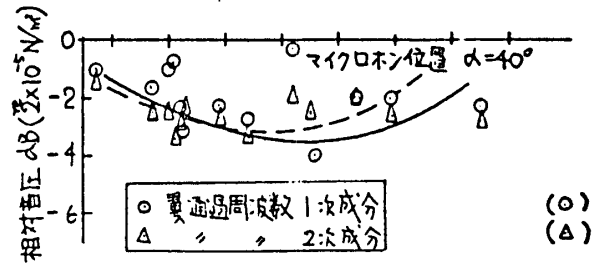 0
マイクロホン位置 α=40°
-2
-4
-6
相対音圧 dB (2×10⁻⁵N/㎡)
○ 翼通過周波数 1次成分
△ 〃 〃 2次成分
(○)
(△)